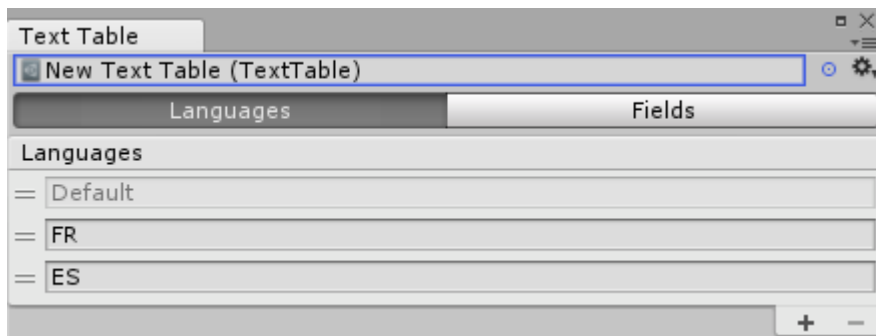 Text Table
New Text Table (TextTable)
Languages Fields
Languages
Default
FR
ES